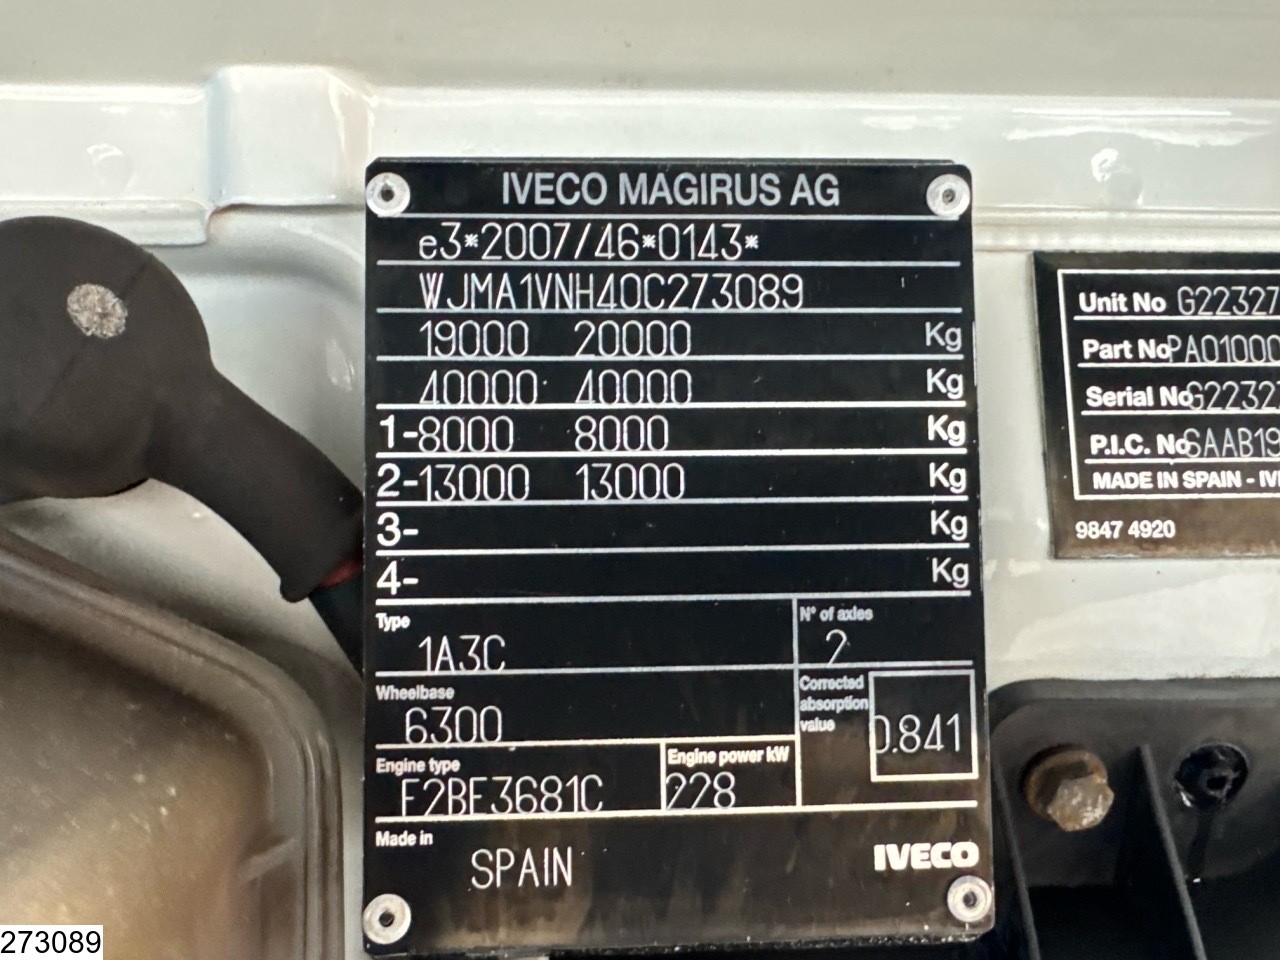 IVECO MAGIRUS AG
e3*2007/46*0143*
WJMA1VNH40C273089
19000 20000 Kg
40000 40000 Kg
1-8000 8000 Kg
2-13000 13000 Kg
3- Kg
4- Kg
Type 1A3C
N° of axles 2
Wheelbase 6300
Corrected absorption value 0.841
Engine type F2BE3681C
Engine power kW 228
Made in SPAIN
IVECO
Unit No G22327
Part No PA01000
Serial No G2232
P.I.C. No SAAB19
MADE IN SPAIN - IV
9847 4920
273089